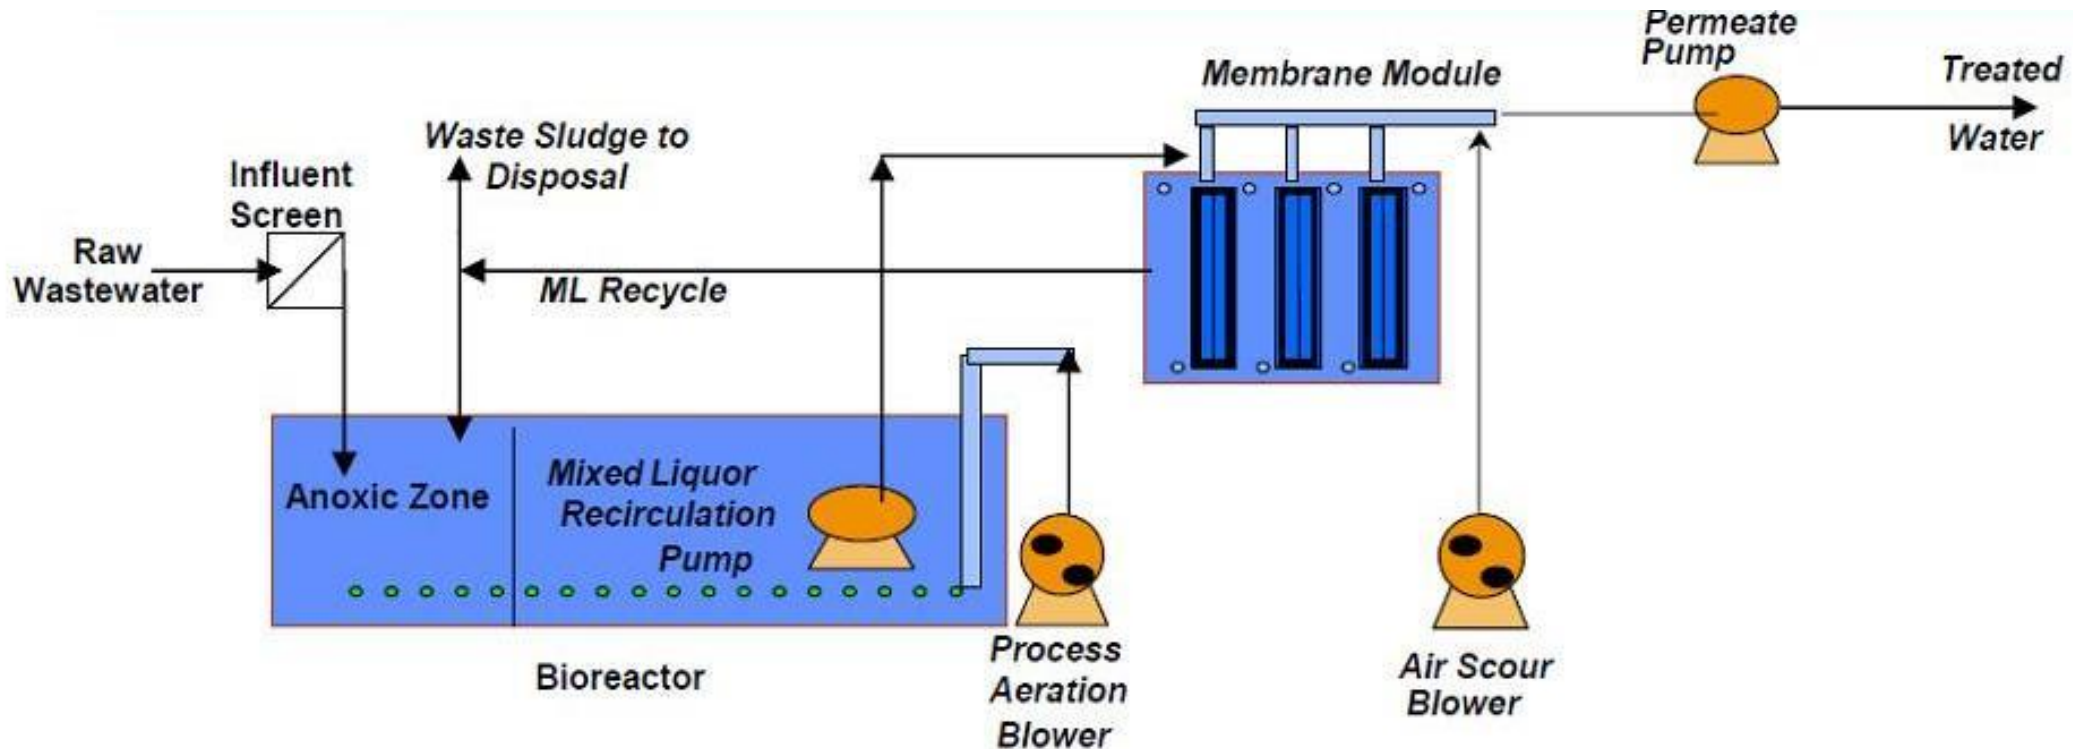 Permeate
Pump
Treated
Water
Membrane Module
Waste Sludge to
Disposal
Influent
Screen
Raw
Wastewater
ML Recycle
Anoxic Zone
Mixed Liquor
Recirculation
Pump
Bioreactor
Process
Aeration
Blower
Air Scour
Blower